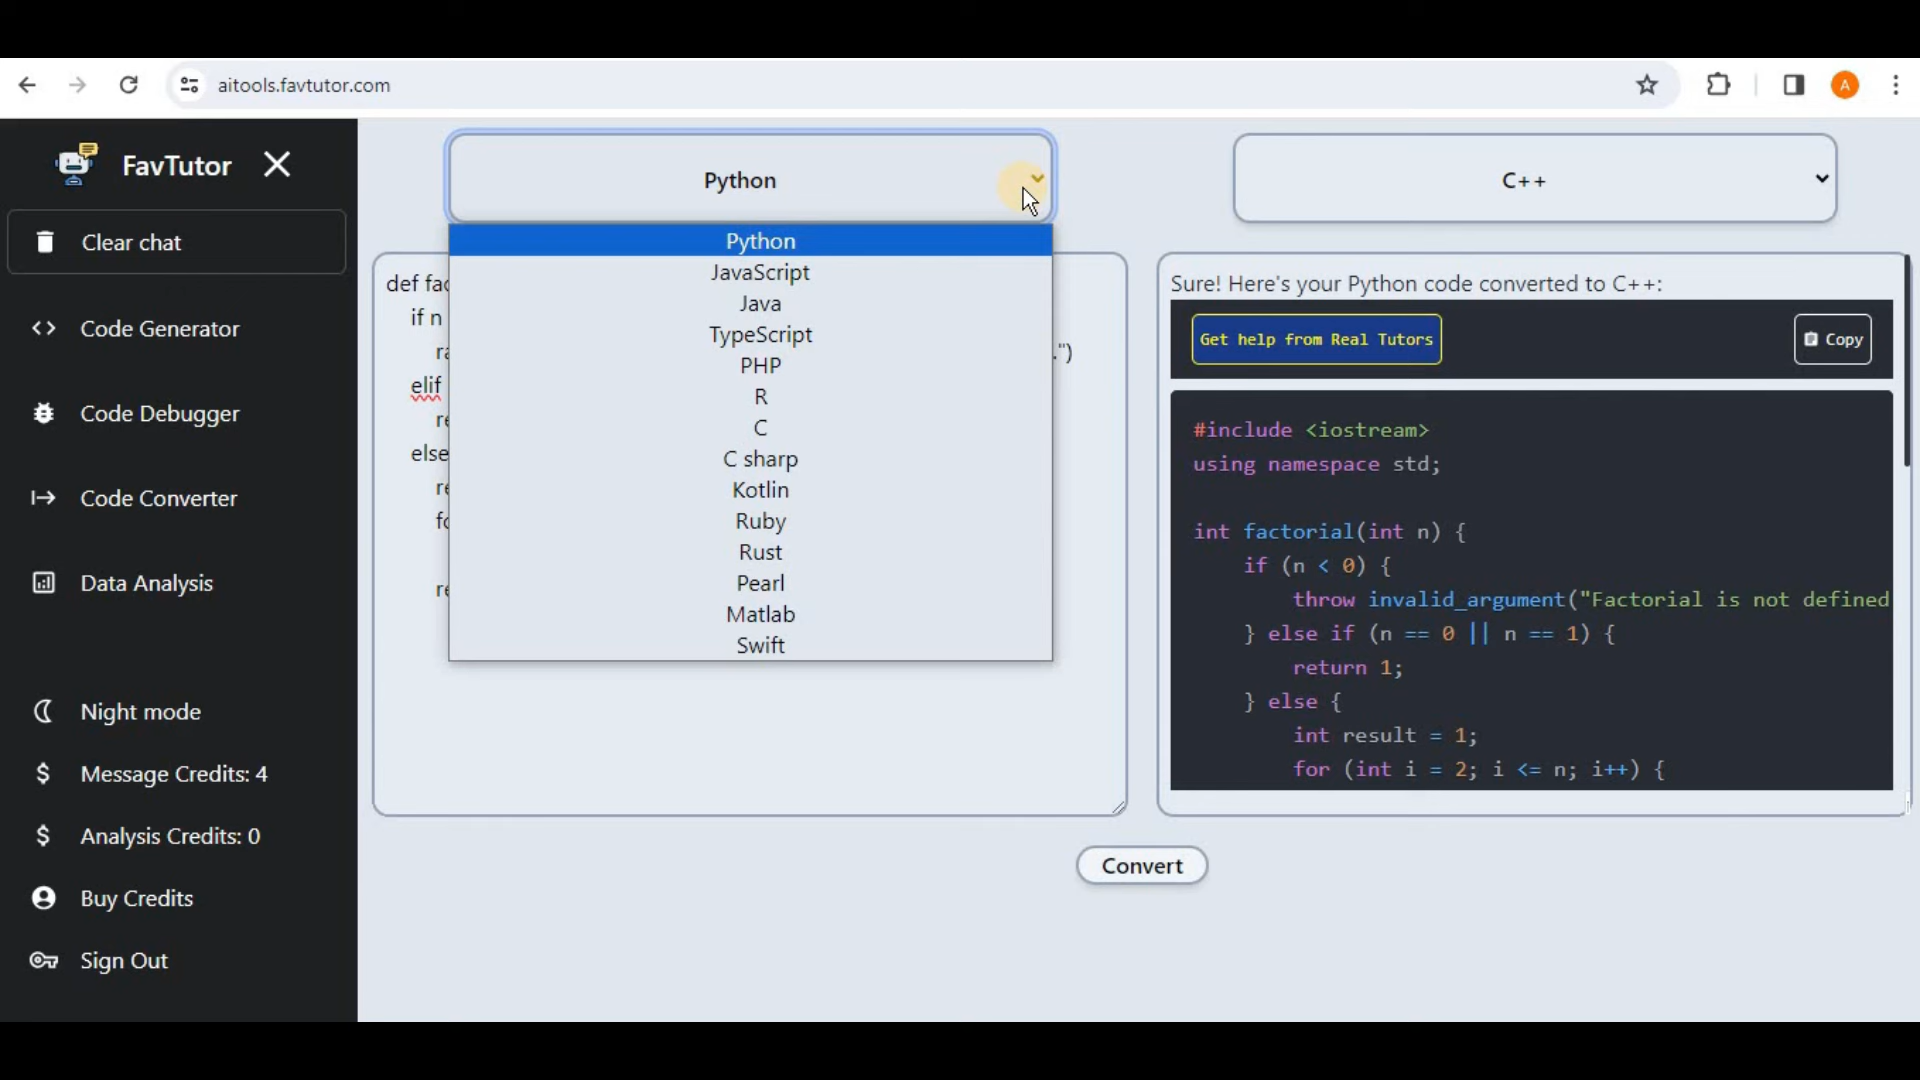 aitools.favtutor.com
A
FavTutor
Clear chat
Code Generator
Code Debugger
Code Converter
Data Analysis
Night mode
Message Credits: 4
Analysis Credits: 0
Buy Credits
Sign Out
Python
Python
JavaScript
Java
TypeScript
PHP
R
C
C sharp
Kotlin
Ruby
Rust
Pearl
Matlab
Swift
def fac
if n
.")
elif
else
Convert
C++
Sure! Here's your Python code converted to C++:
Get help from Real Tutors
Copy
#include <iostream>
using namespace std;
int factorial(int n) {
if (n < 0) {
throw invalid_argument("Factorial is not defined
} else if (n == 0 || n == 1) {
return 1;
} else {
int result = 1;
for (int i = 2; i <= n; i++) {